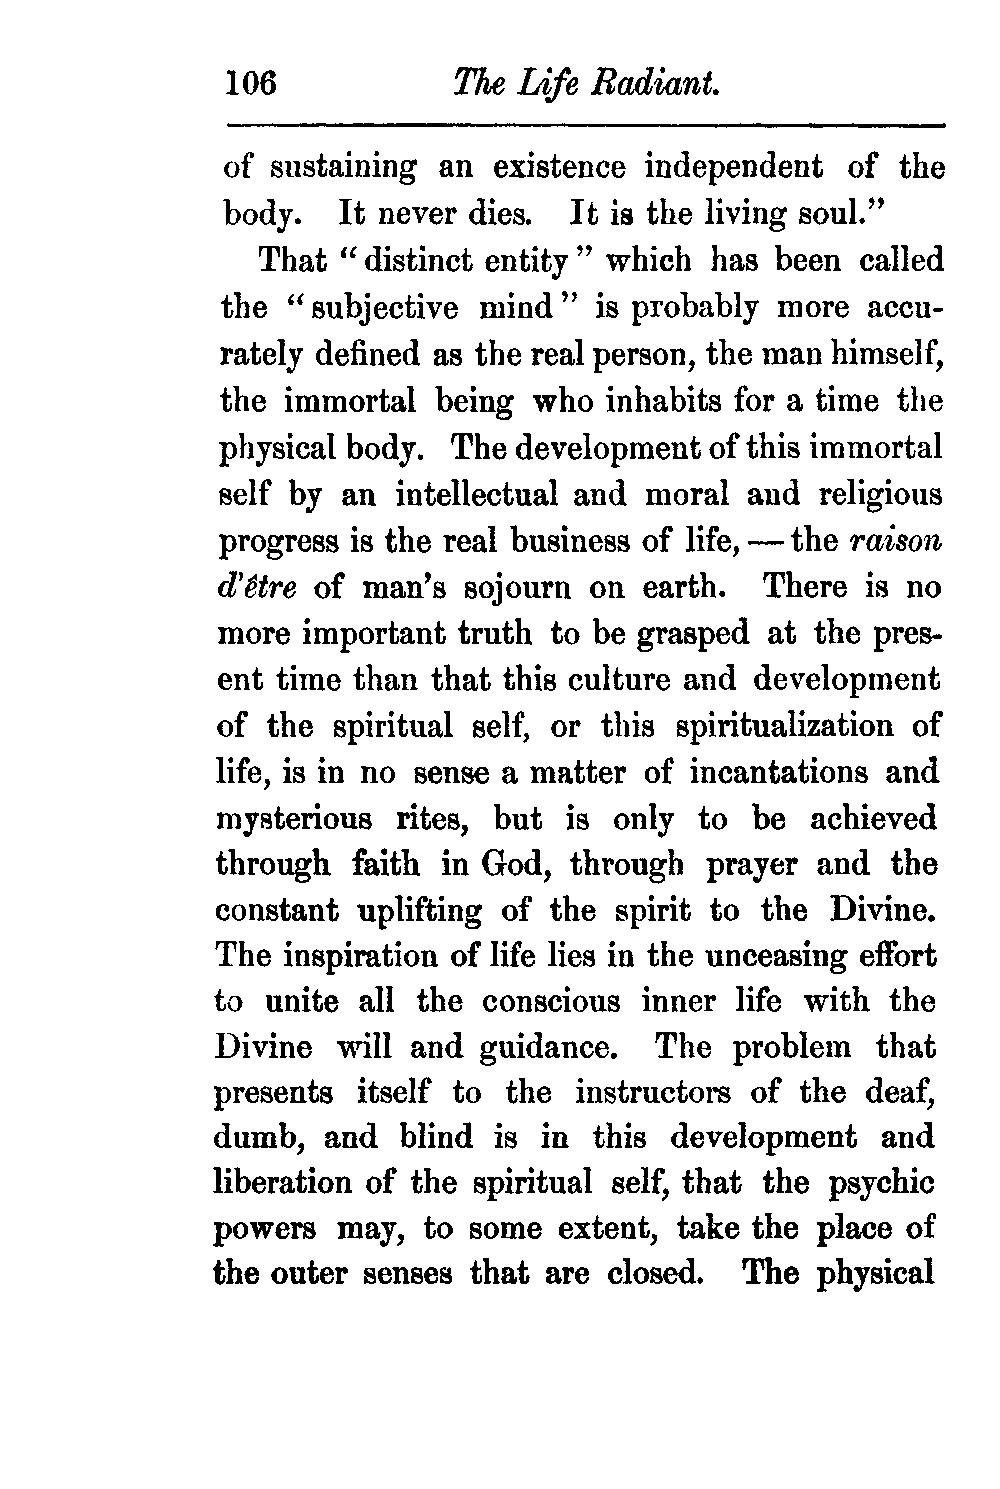 106 The Life Radiant.
of sustaining an existence independent of the
body. It never dies. It is the living soul."
That "distinct entity" which has been called
the "subjective mind" is probably more accu-
rately defined as the real person, the man himself,
the immortal being who inhabits for a time the
physical body. The development of this immortal
self by an intellectual and moral and religious
progress is the real business of life, — the raison
d'être of man's sojourn on earth. There is no
more important truth to be grasped at the pres-
ent time than that this culture and development
of the spiritual self, or this spiritualization of
life, is in no sense a matter of incantations and
mysterious rites, but is only to be achieved
through faith in God, through prayer and the
constant uplifting of the spirit to the Divine.
The inspiration of life lies in the unceasing effort
to unite all the conscious inner life with the
Divine will and guidance. The problem that
presents itself to the instructors of the deaf,
dumb, and blind is in this development and
liberation of the spiritual self, that the psychic
powers may, to some extent, take the place of
the outer senses that are closed. The physical